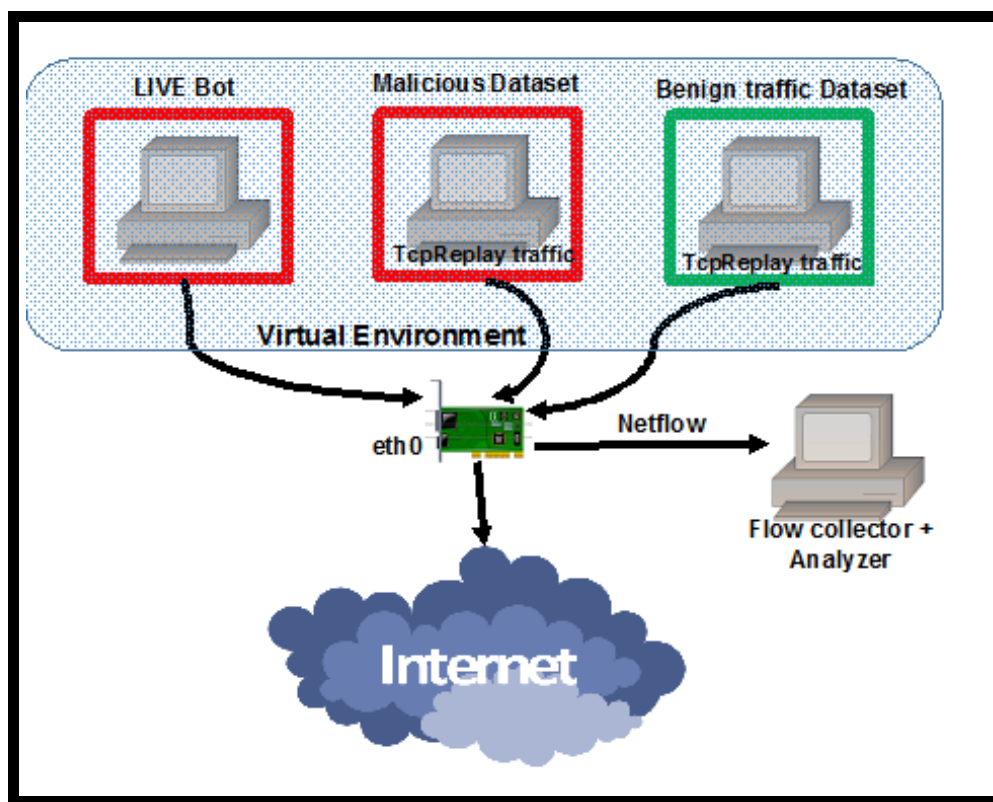 LIVE Bot
Malicious Dataset
Benign traffic Dataset
TcpReplay traffic
TcpReplay traffic
Virtual Environment
eth0
Netflow
Flow collector +
Analyzer
Internet